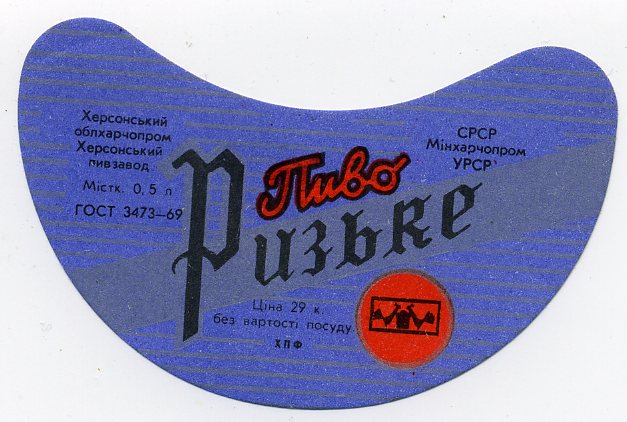 Херсонський
облхарчопром
Херсонський
пивзавод
Містк. 0,5 л
ГОСТ 3473—69
Пиво
Ризьке
СРСР
Мінхарчопром
УРСР
Ціна 29 к.
без вартості посуду
ХПФ